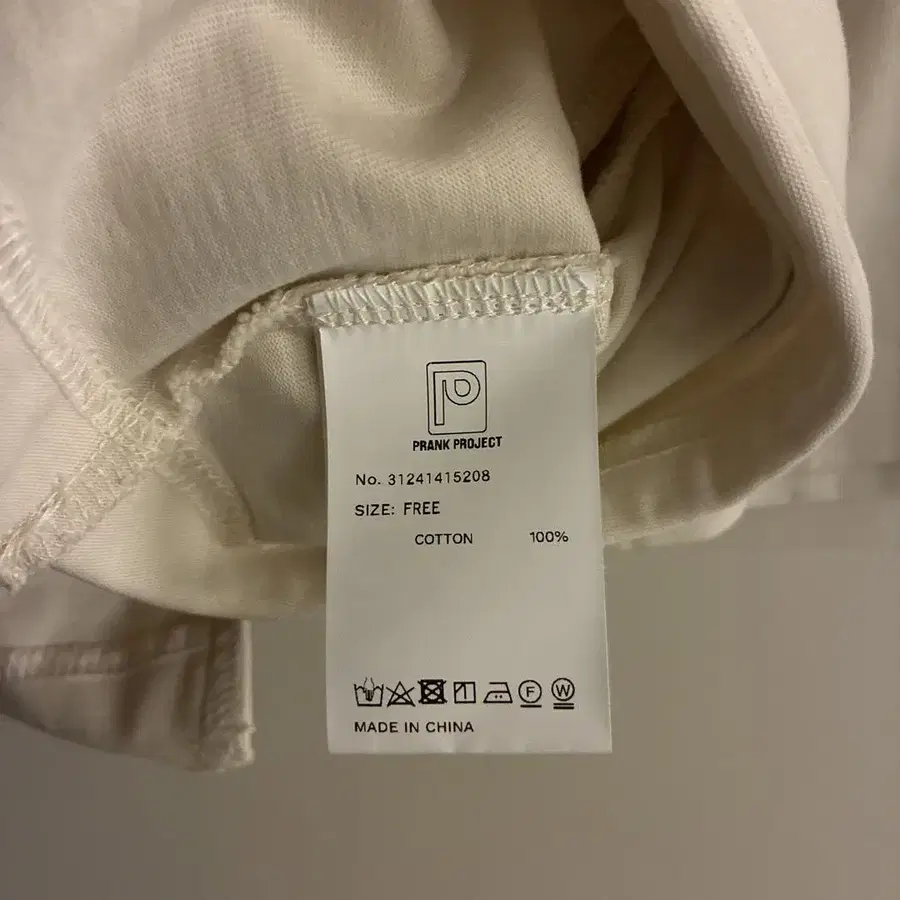 P
PRANK PROJECT
No. 31241415208
SIZE: FREE
COTTON 100%
F W
MADE IN CHINA